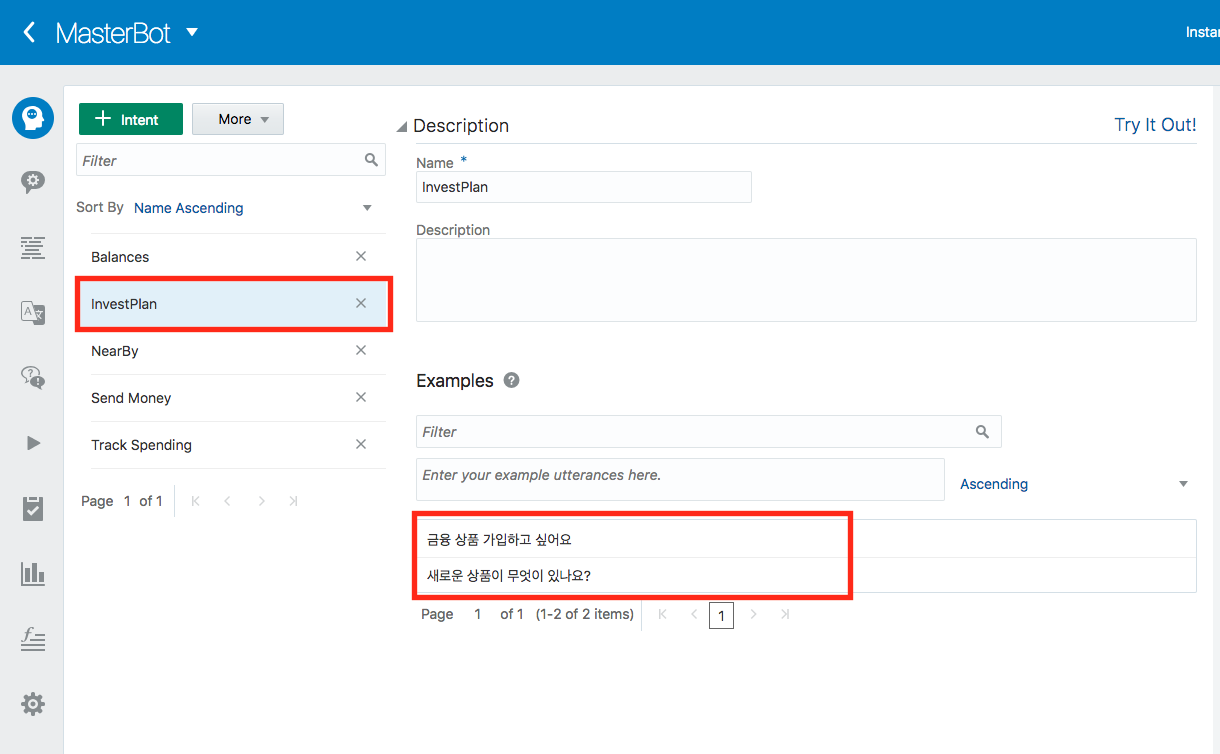 MasterBot
Instan
Intent
More
Filter
Sort By Name Ascending
Balances
InvestPlan
NearBy
Send Money
Track Spending
Page 1 of 1
Description
Try It Out!
Name *
InvestPlan
Description
Examples ?
Filter
Enter your example utterances here.
Ascending
금융 상품 가입하고 싶어요
새로운 상품이 무엇이 있나요?
Page 1 of 1 (1-2 of 2 items) 1